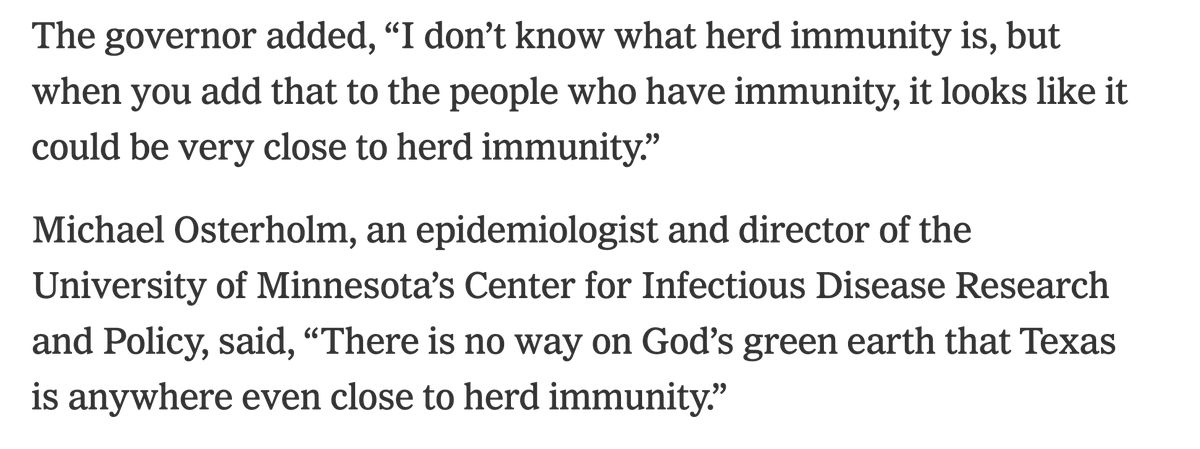 The governor added, “I don’t know what herd immunity is, but
when you add that to the people who have immunity, it looks like it
could be very close to herd immunity.”
Michael Osterholm, an epidemiologist and director of the
University of Minnesota’s Center for Infectious Disease Research
and Policy, said, “There is no way on God’s green earth that Texas
is anywhere even close to herd immunity.”